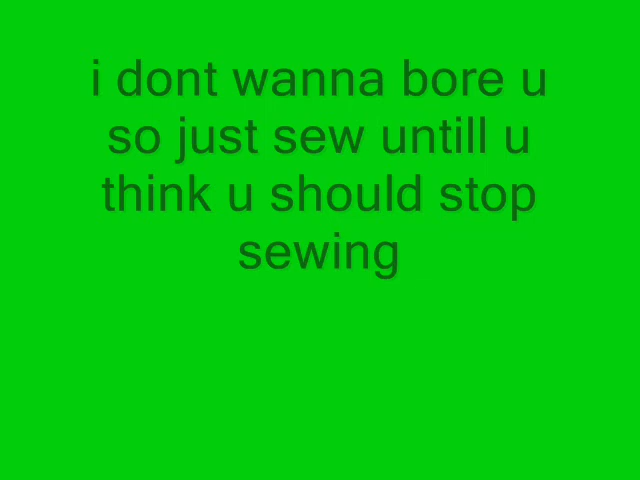 i dont wanna bore u
so just sew untill u
think u should stop
sewing